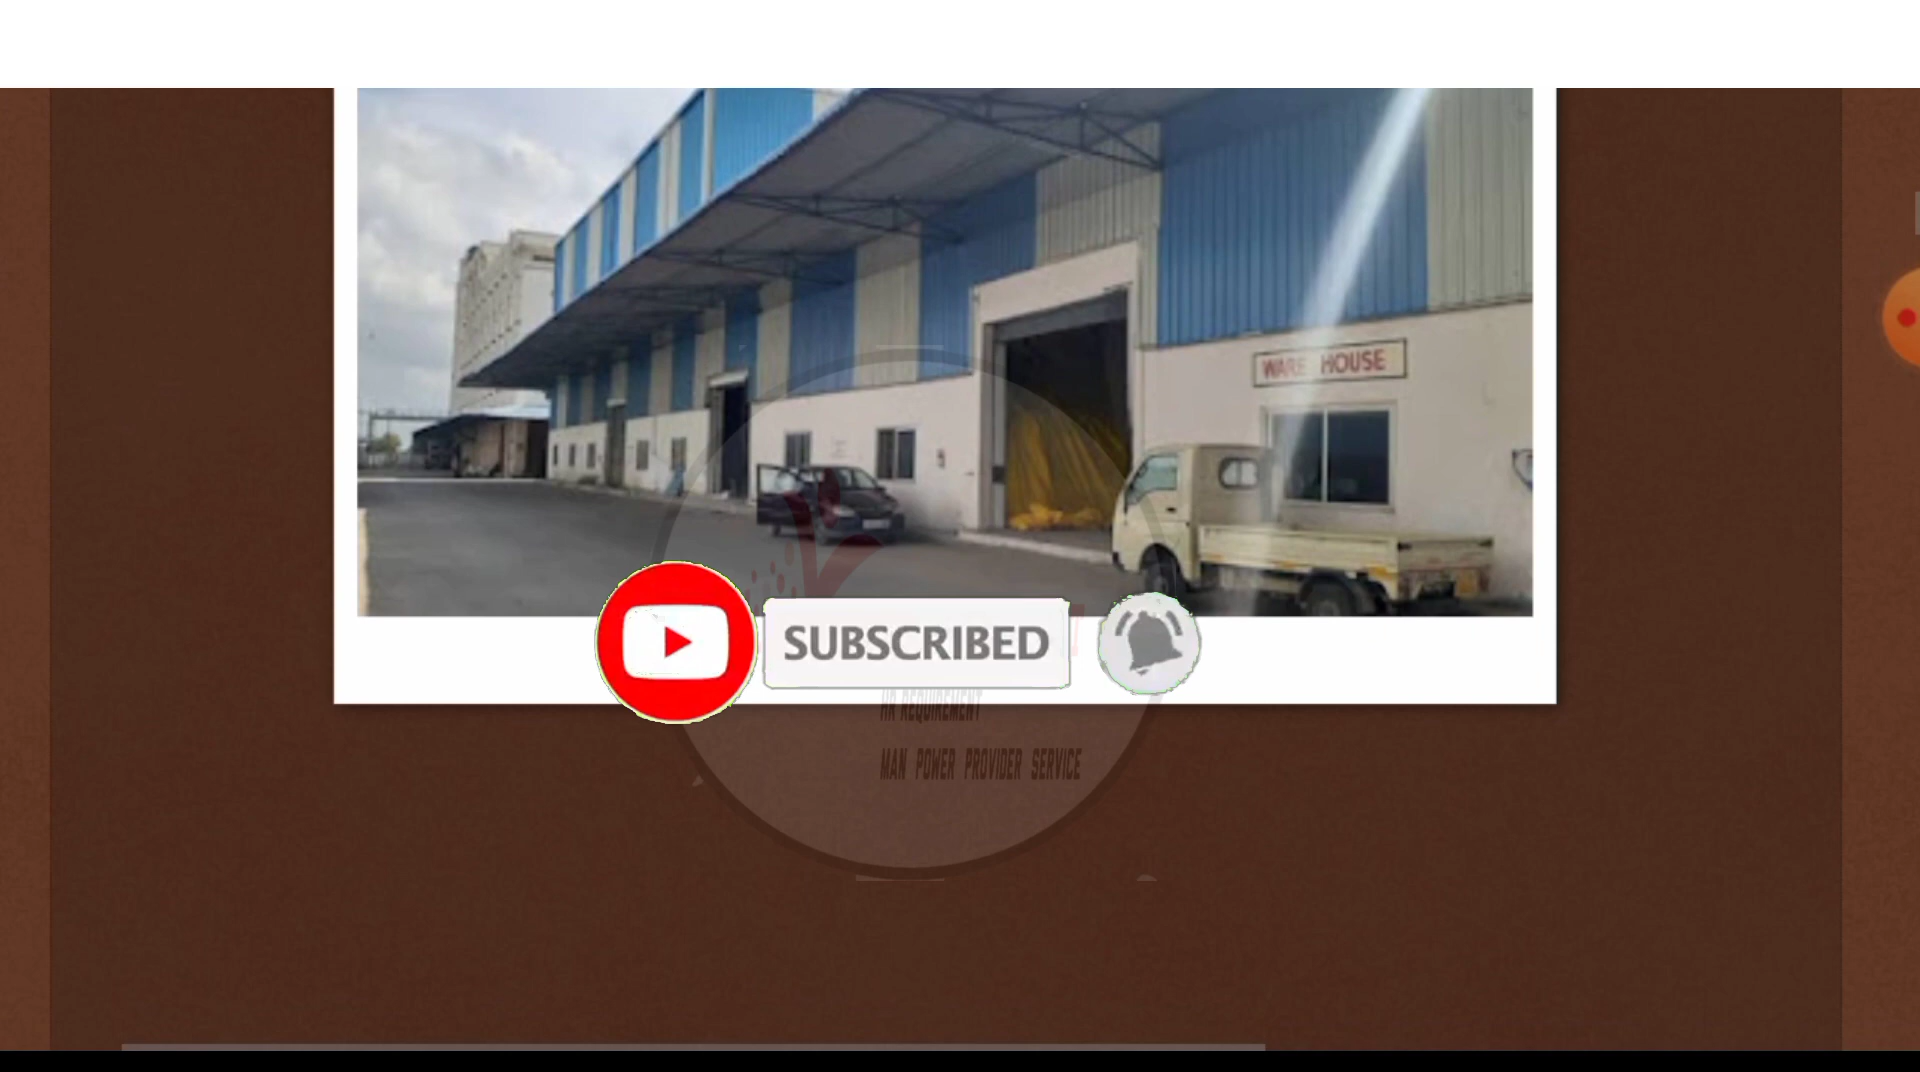 WARE HOUSE
SUBSCRIBED
HR REQUIREMENT
MAN POWER PROVIDER SERVICE